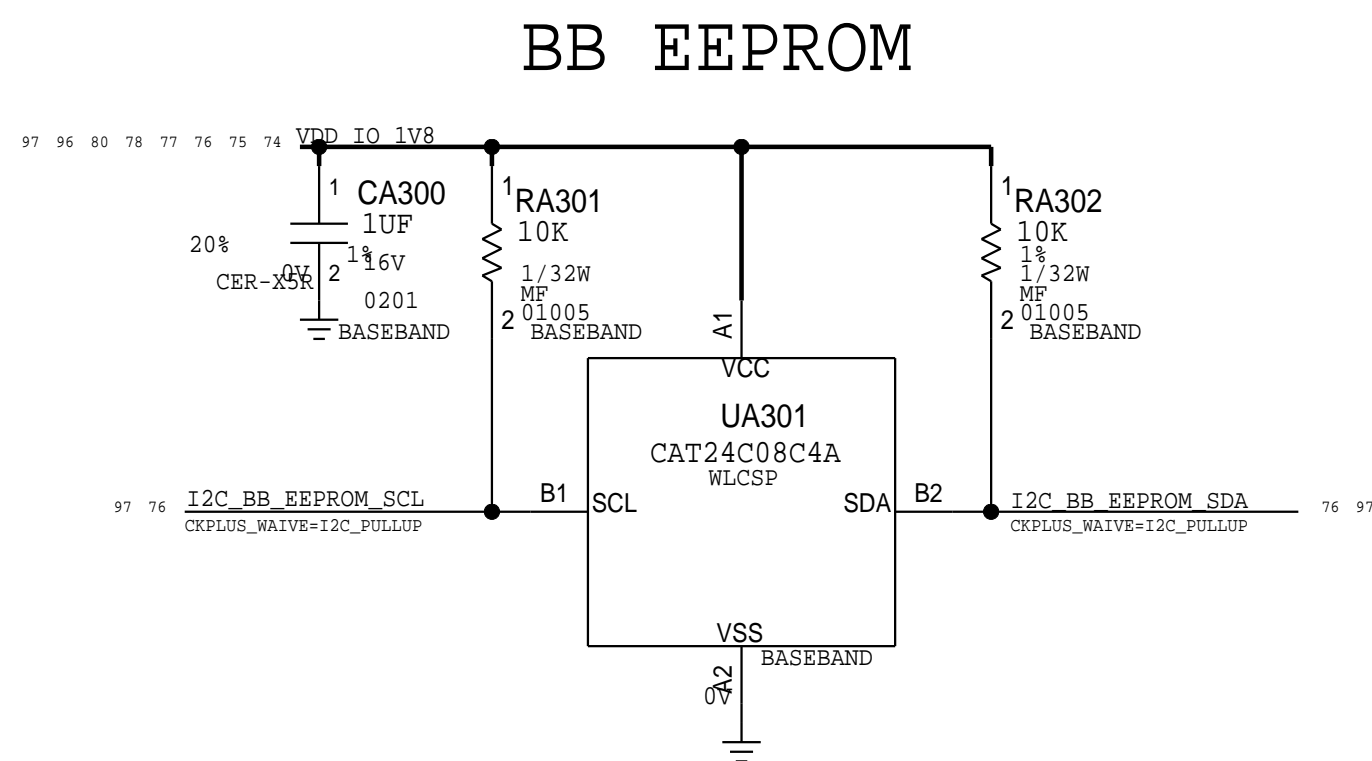 BB EEPROM
97 96 80 78 77 76 75 74 VDD_IO_1V8
1 CA300
1UF
20%
16V
0V 2
CER-X5R
0201
BASEBAND
1 RA301
10K
1%
1/32W
MF
2 01005
BASEBAND
1 RA302
10K
1%
1/32W
MF
2 01005
BASEBAND
A1
VCC
UA301
CAT24C08C4A
WLCSP
97 76 I2C_BB_EEPROM_SCL B1 SCL
CKPLUS_WAIVE=I2C_PULLUP
SDA B2 I2C_BB_EEPROM_SDA 76 97
CKPLUS_WAIVE=I2C_PULLUP
VSS
BASEBAND
A2
0V